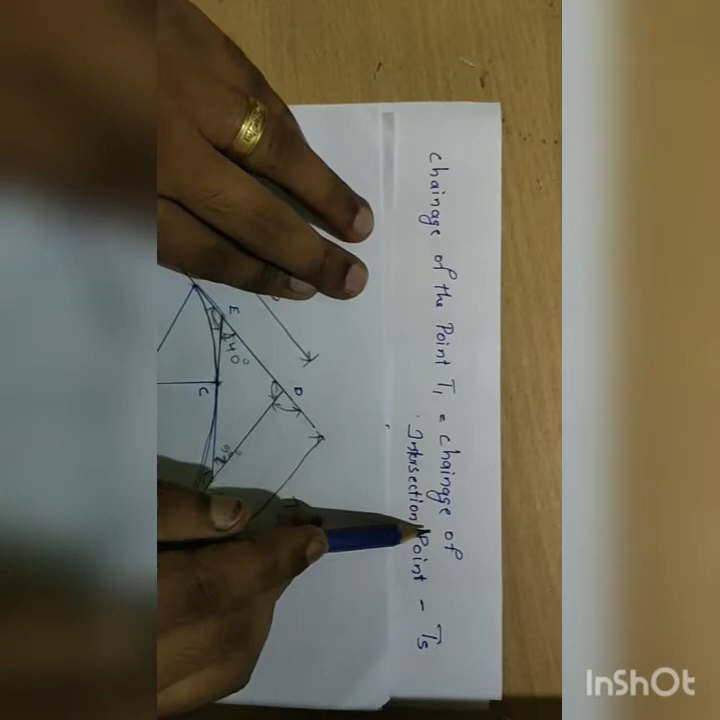 chainage of the Point T₁ = chainage of
Intersection Point - Ts
E
40°
D
C
InShOt